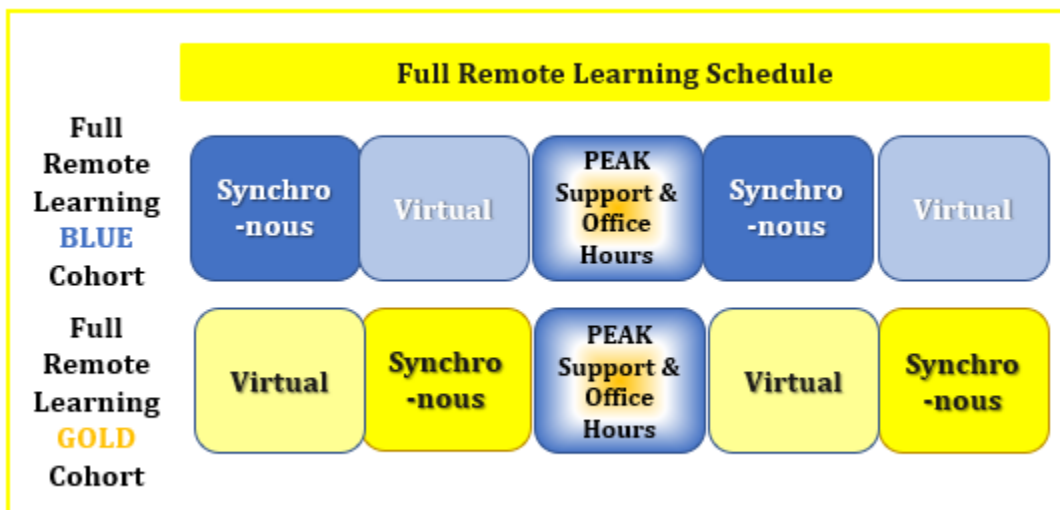 Full Remote Learning Schedule
Full
Remote
Learning
BLUE
Cohort
Synchro
-nous
Virtual
PEAK
Support &
Office
Hours
Synchro
-nous
Virtual
Full
Remote
Learning
GOLD
Cohort
Virtual
Synchro
-nous
PEAK
Support &
Office
Hours
Virtual
Synchro
-nous